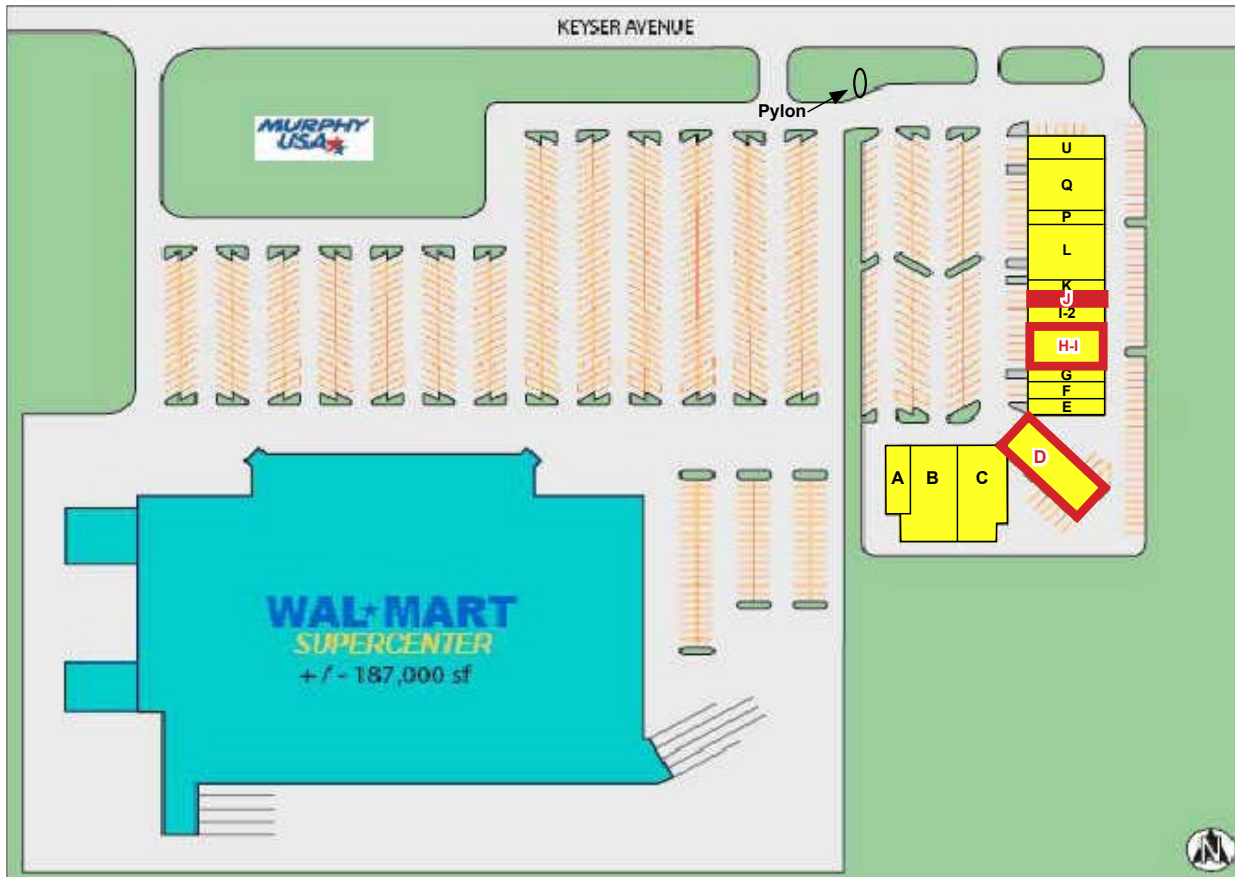 KEYSER AVENUE
Pylon
MURPHY
USA
U
Q
P
L
K
J
I-2
H-I
G
F
E
D
A
B
C
WAL★MART
SUPERCENTER
+/- 187,000 sf
N